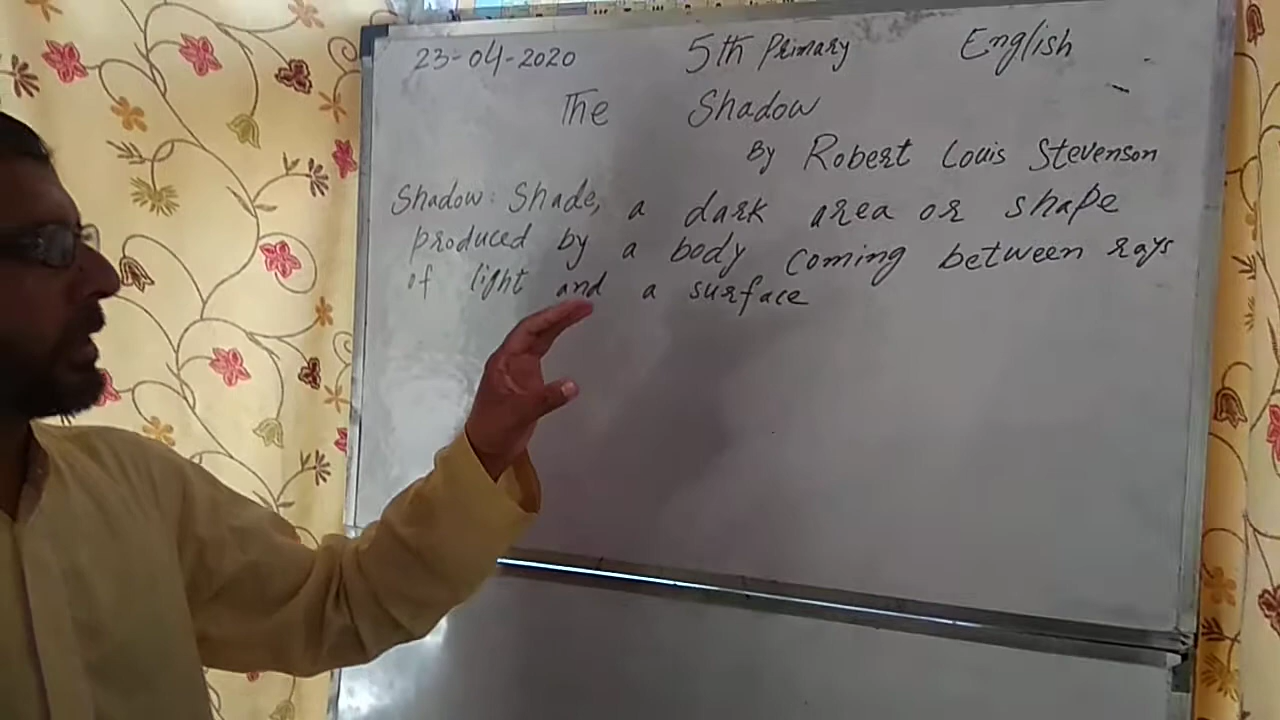 23-04-2020 5th Primary English
The Shadow
By Robert Louis Stevenson
Shadow: Shade, a dark area or shape
produced by a body coming between rays
of light and a surface